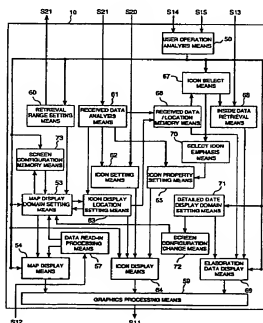 S21
10
S21
S20
S14
S15
S13
USER OPERATION
ANALYSIS MEANS
50
67
ICON SELECT
MEANS
60
RETRIEVAL
RANGE SETTING
MEANS
61
RECEIVED DATA
ANALYSIS MEANS
68
RECEIVED DATA
/LOCATION
MEMORY MEANS
INSIDE DATA
RETRIEVAL
MEANS
58
73
SCREEN
CONFIGURATION
MEMORY MEANS
62
70
SELECT ICON
EMPHASIS
MEANS
53
ICON SETTING
MEANS
ICON PROPERTY
SETTING MEANS
65
71
MAP DISPLAY
DOMAIN SETTING
MEANS
ICON DISPLAY
LOCATION
SETTING MEANS
63
DETAILED DATE
DISPLAY DOMAIN
SETTING MEANS
54
DATA READ-IN
PROCESSING
MEANS
57
SCREEN
CONFIGURATION
CHANGE MEANS
72
MAP DISPLAY
MEANS
ICON DISPLAY
MEANS
64
ELABORATION
DATA DISPLAY
MEANS
69
GRAPHICS PROCESSING MEANS
59
S12
S11